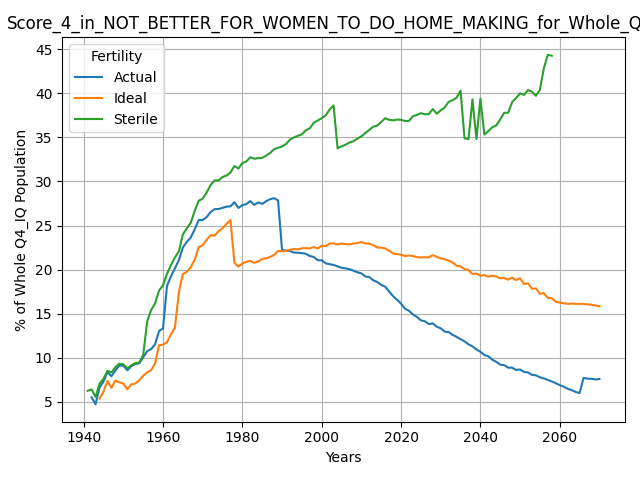 Score_4_in_NOT_BETTER_FOR_WOMEN_TO_DO_HOME_MAKING_for_Whole_Q
Fertility
Actual
Ideal
Sterile
% of Whole Q4_IQ Population
45
40
35
30
25
20
15
10
5
1940 1960 1980 2000 2020 2040 2060
Years